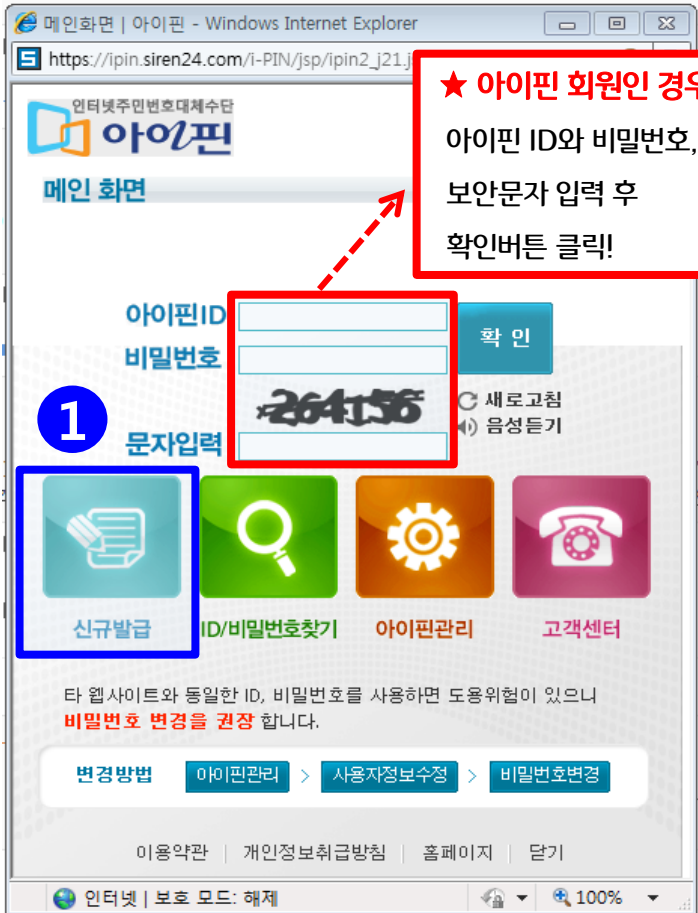 메인화면 | 아이핀 - Windows Internet Explorer
https://ipin.siren24.com/i-PIN/jsp/ipin2_j21.j
★ 아이핀 회원인 경우
아이핀 ID와 비밀번호,
보안문자 입력 후
확인버튼 클릭!
인터넷주민번호대체수단
아이핀
메인 화면
아이핀ID
확 인
비밀번호
264156
새로고침
음성듣기
1
문자입력
신규발급
ID/비밀번호찾기
아이핀관리
고객센터
타 웹사이트와 동일한 ID, 비밀번호를 사용하면 도용위험이 있으니
비밀번호 변경을 권장 합니다.
변경방법 아이핀관리 > 사용자정보수정 > 비밀번호변경
이용약관 | 개인정보취급방침 | 홈페이지 | 닫기
인터넷 | 보호 모드: 해제
100%